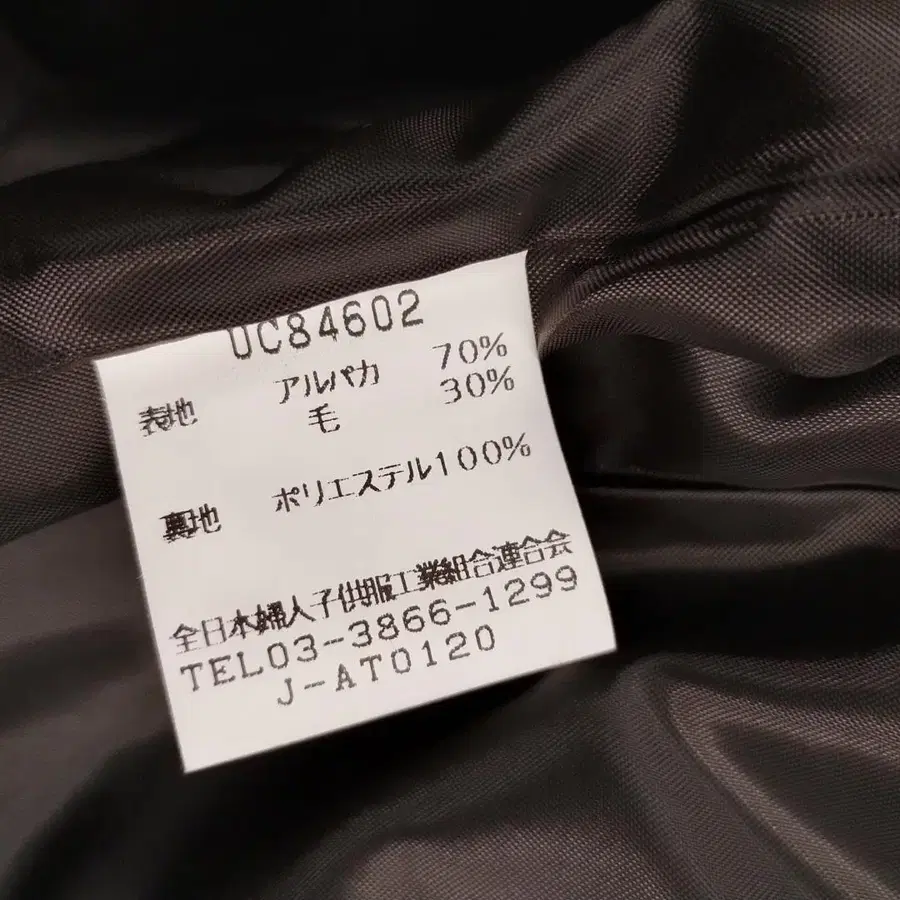 UC84602
表地 アルパカ 70%
毛 30%
裏地 ポリエステル100%
全日本婦人子供服工業組合連合会
TEL03-3866-1299
J-AT0120